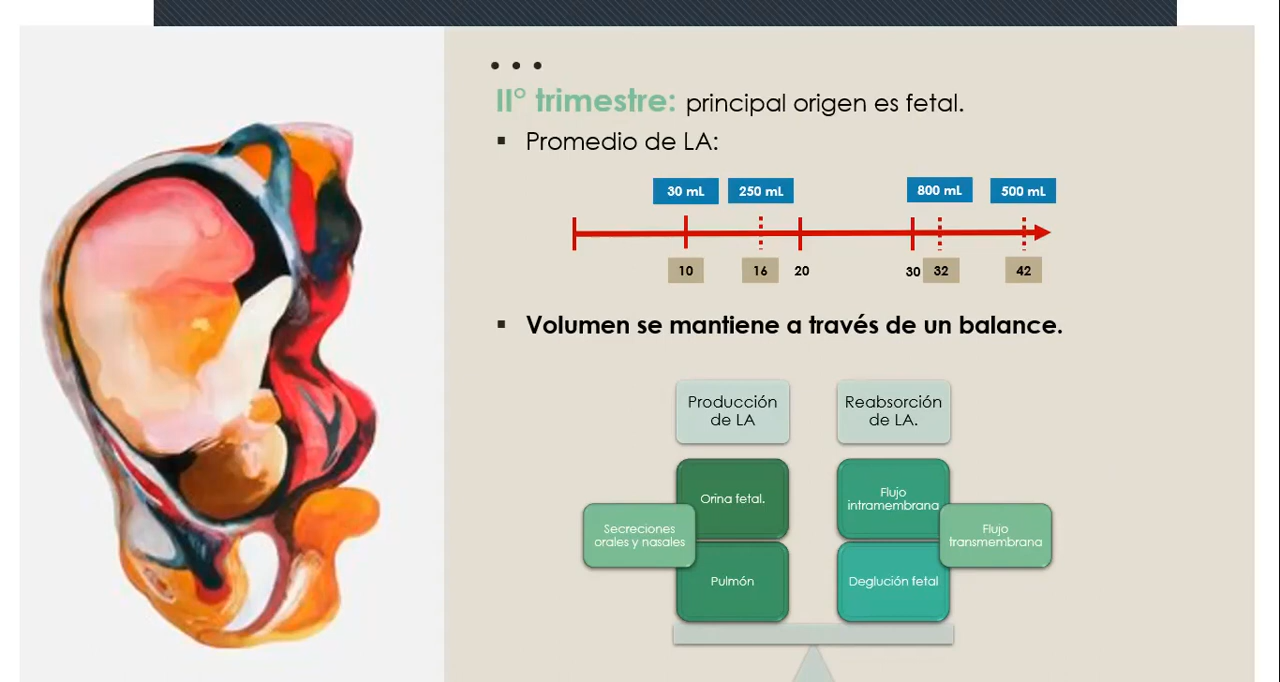 • • •
II° trimestre: principal origen es fetal.
▪ Promedio de LA:
30 mL 250 mL 800 mL 500 mL
10 16 20 30 32 42
▪ Volumen se mantiene a través de un balance.
Producción
de LA
Reabsorción
de LA.
Orina fetal.
Flujo
intramembrana
Secreciones
orales y nasales
Flujo
transmembrana
Pulmón
Deglución fetal